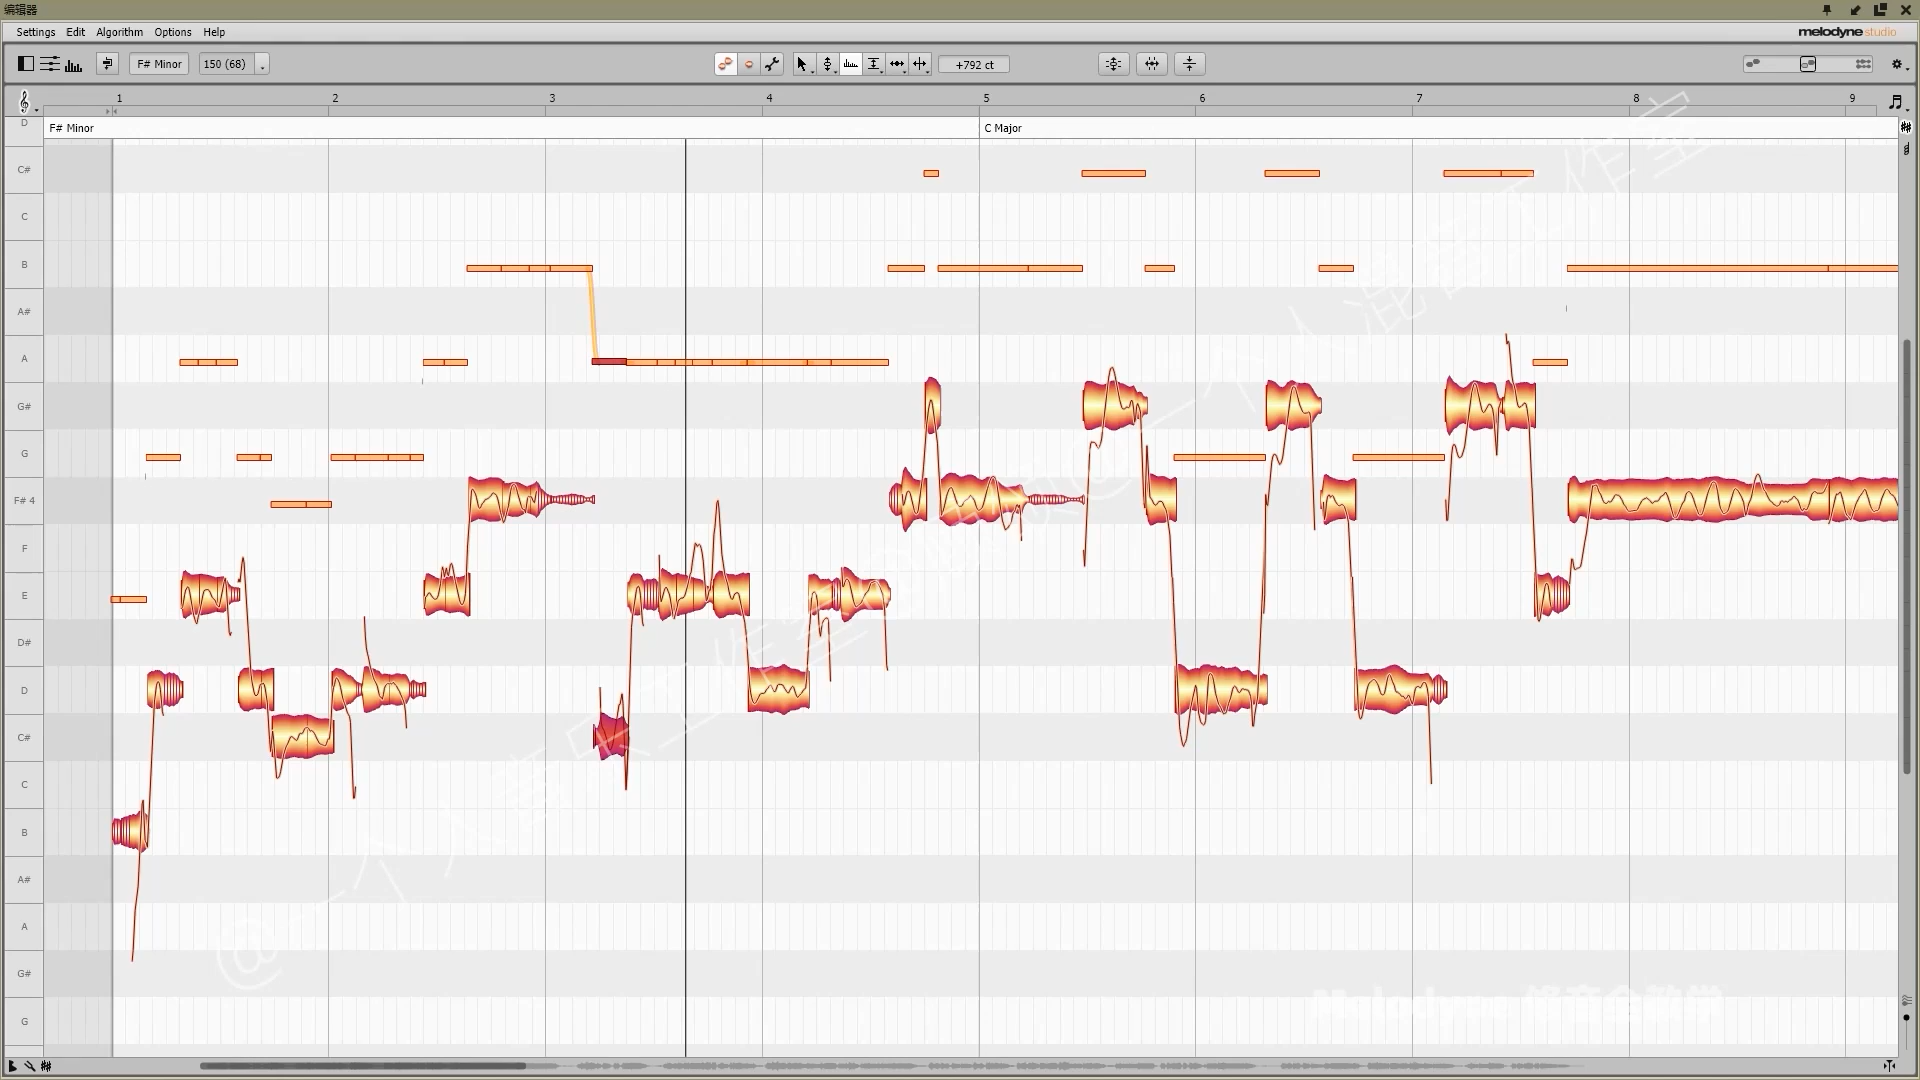 编辑器
Settings Edit Algorithm Options Help
melodyne studio
F# Minor 150 (68) +792 ct
1 2 3 4 5 6 7 8 9
F# Minor C Major
D
C#
C
B
A#
A
G#
G
F# 4
F
E
D#
D
C#
C
B
A#
A
G#
G